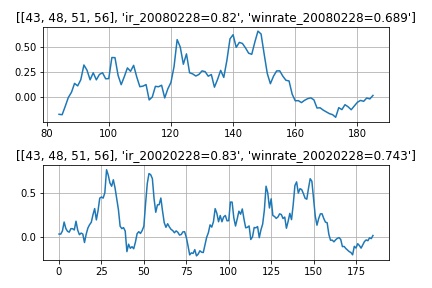 [[43, 48, 51, 56], 'ir_20080228=0.82', 'winrate_20080228=0.689']
0.50
0.25
0.00
80 100 120 140 160 180
[[43, 48, 51, 56], 'ir_20020228=0.83', 'winrate_20020228=0.743']
0.5
0.0
0 25 50 75 100 125 150 175